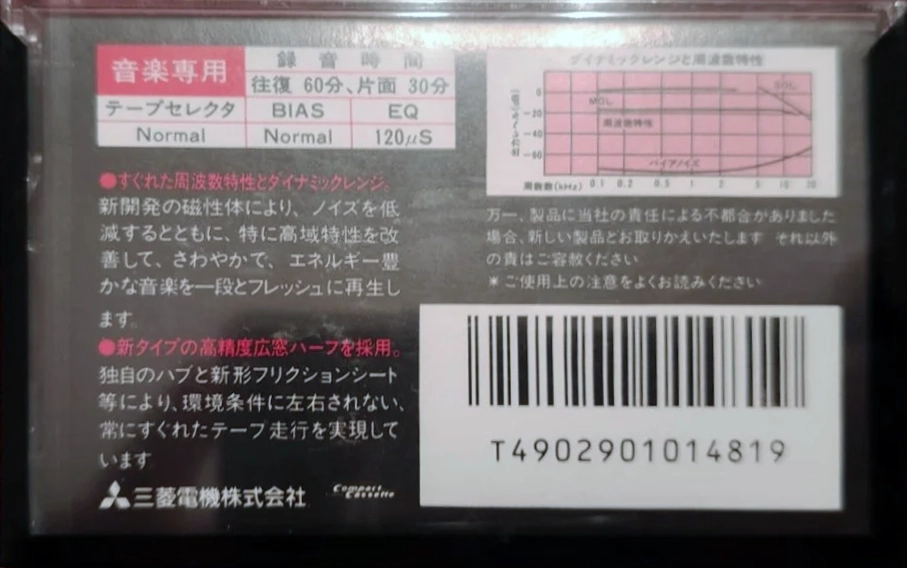 音楽専用
録音時間
往復 60分、片面 30分
テープセレクタ BIAS EQ
Normal Normal 120μS
●すぐれた周波数特性とダイナミックレンジ。
新開発の磁性体により、ノイズを低
減するとともに、特に高域特性を改
善して、さわやかで、エネルギー豊
かな音楽を一段とフレッシュに再生し
ます。
●新タイプの高精度広窓ハーフを採用。
独自のハブと新形フリクションシート
等により、環境条件に左右されない、
常にすぐれたテープ走行を実現して
います
三菱電機株式会社 Compact Cassette
ダイナミックレンジと周波数特性
0
-20
-40
-60
MOL
SOL
周波数特性
バイアノイズ
周波数(kHz) 0.1 0.2 0.5 1 2 5 10 20
万一、製品に当社の責任による不都合がありました
場合、新しい製品とお取りかえいたします それ以外
の責はご容赦ください
＊ご使用上の注意をよくお読みください
T4902901014819